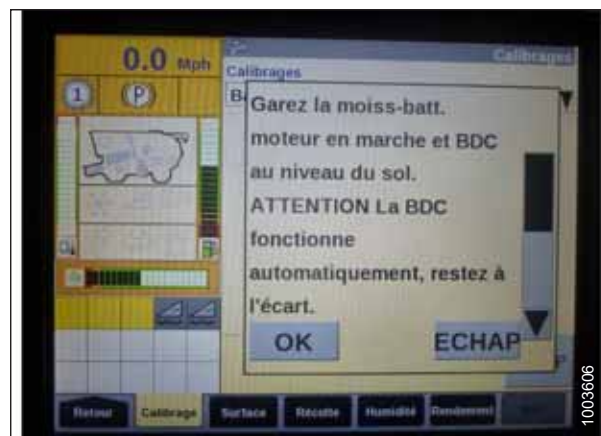 0.0 Mph
Calibrages
Calibrages
1
P
B
Garez la moiss-batt.
moteur en marche et BDC
au niveau du sol.
ATTENTION La BDC
fonctionne
automatiquement, restez à
l'écart.
OK
ECHAP
P
Retour
Calibrage
Surface
Récolte
Humidité
Rendement
1003606